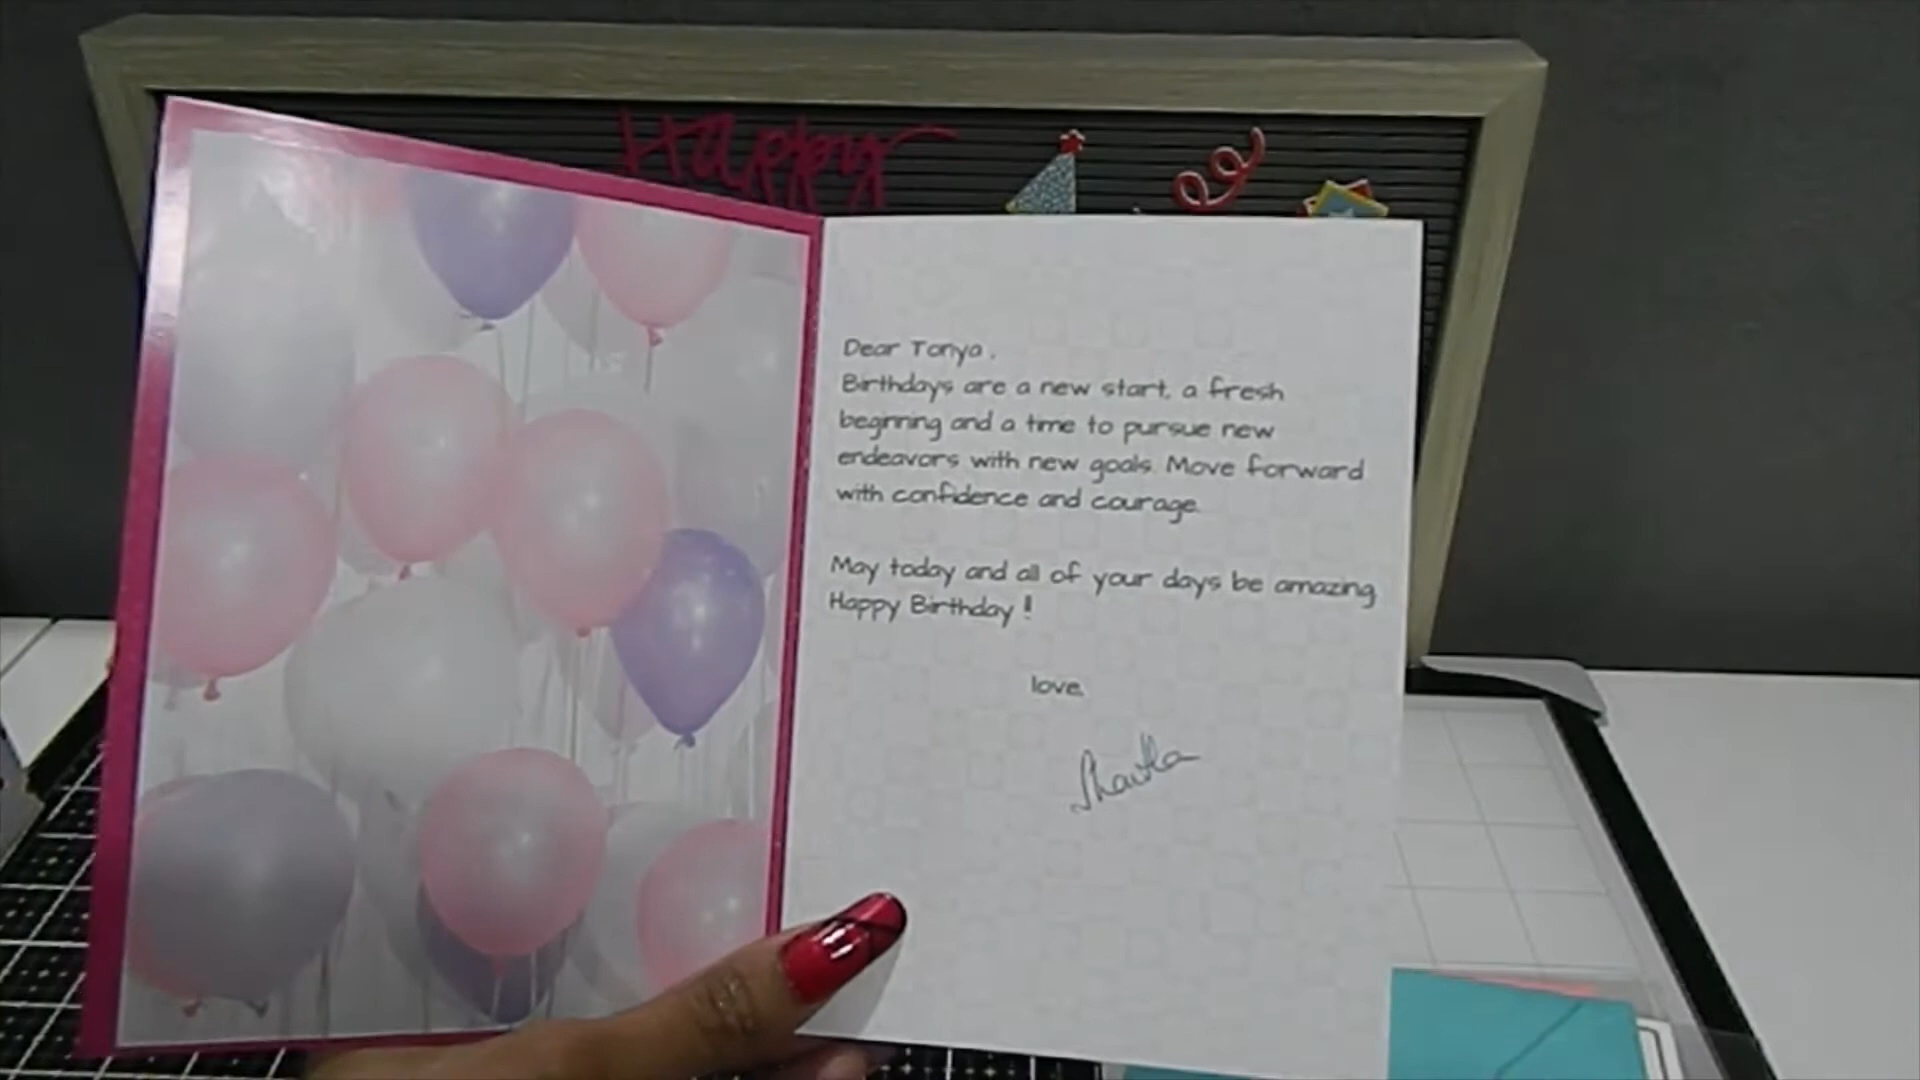 Happy
Dear Tonya,
Birthdays are a new start, a fresh
beginning and a time to pursue new
endeavors with new goals. Move forward
with confidence and courage.
May today and all of your days be amazing.
Happy Birthday!
love,